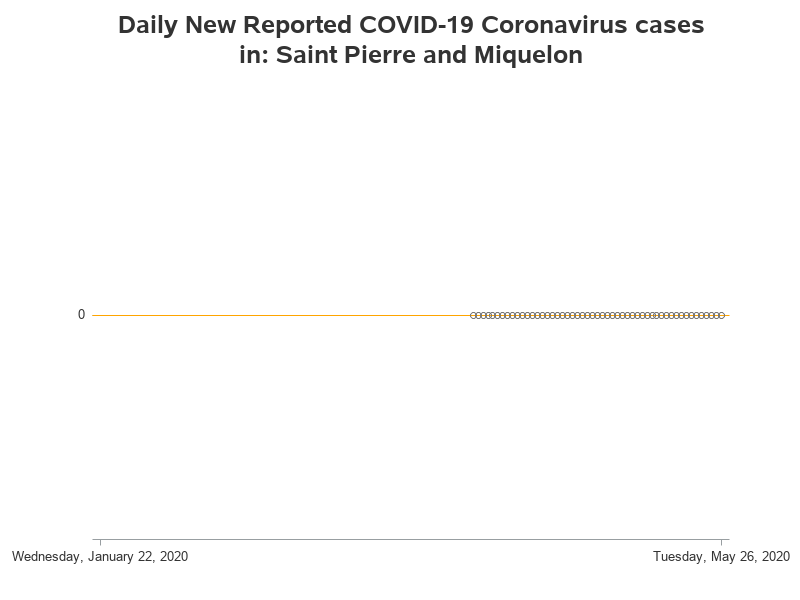 Daily New Reported COVID-19 Coronavirus cases
in: Saint Pierre and Miquelon
0
Wednesday, January 22, 2020
Tuesday, May 26, 2020